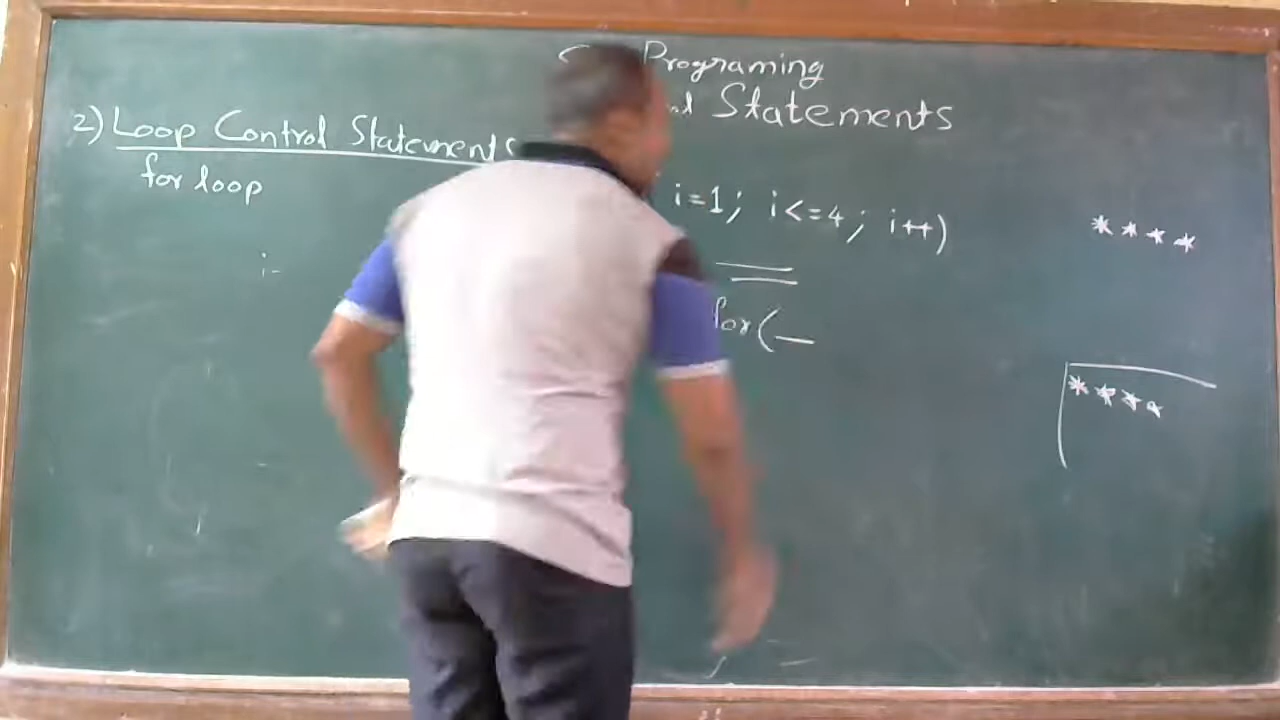 Programing
Statements
2) Loop Control Statements
for loop
i=1; i<=4; i++)
* * * *
i-
for(—
* * * *